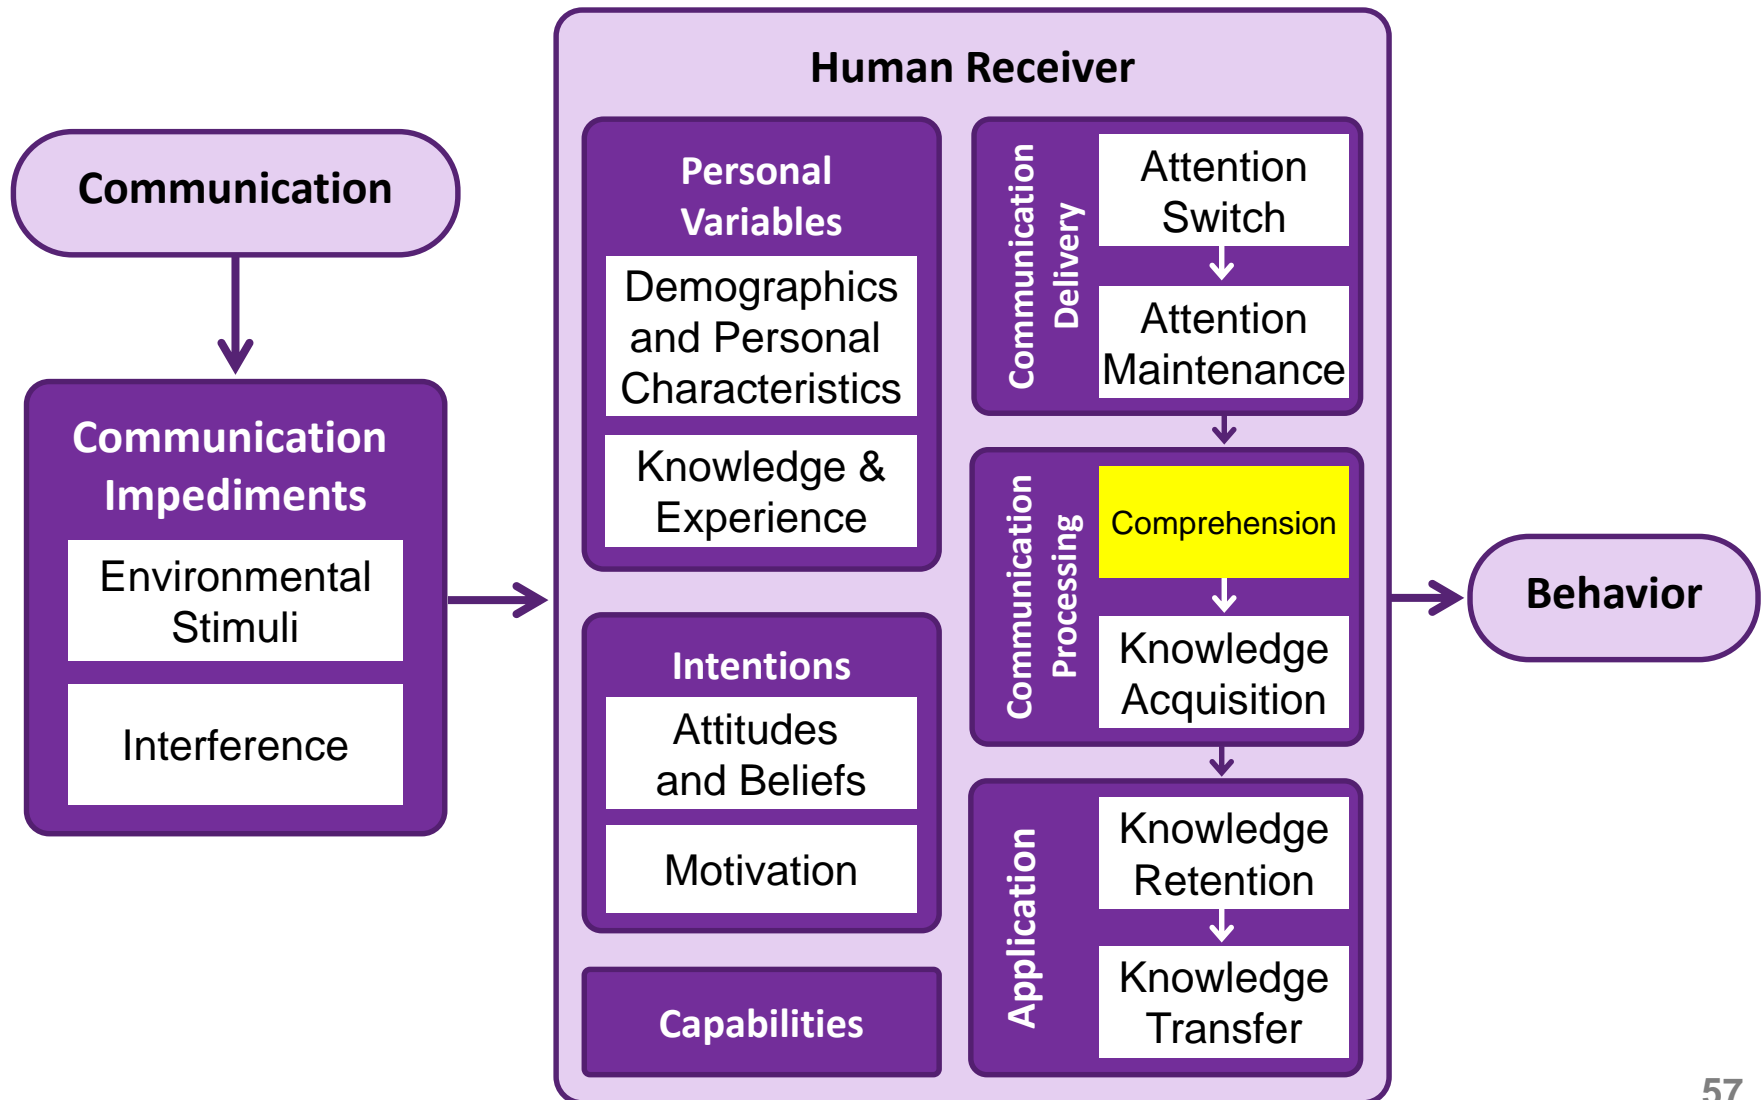 Communication
Communication
Impediments
Environmental
Stimuli
Interference
Human Receiver
Personal
Variables
Demographics
and Personal
Characteristics
Knowledge &
Experience
Intentions
Attitudes
and Beliefs
Motivation
Capabilities
Communication
Delivery
Attention
Switch
Attention
Maintenance
Communication
Processing
Comprehension
Knowledge
Acquisition
Application
Knowledge
Retention
Knowledge
Transfer
Behavior
57